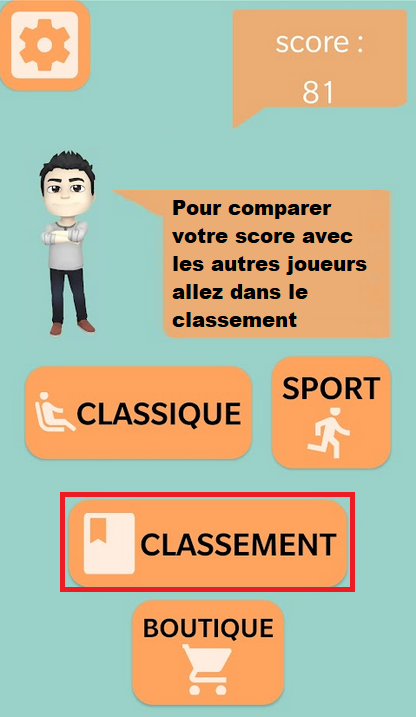 score :
81
Pour comparer
votre score avec
les autres joueurs
allez dans le
classement
CLASSIQUE
SPORT
CLASSEMENT
BOUTIQUE